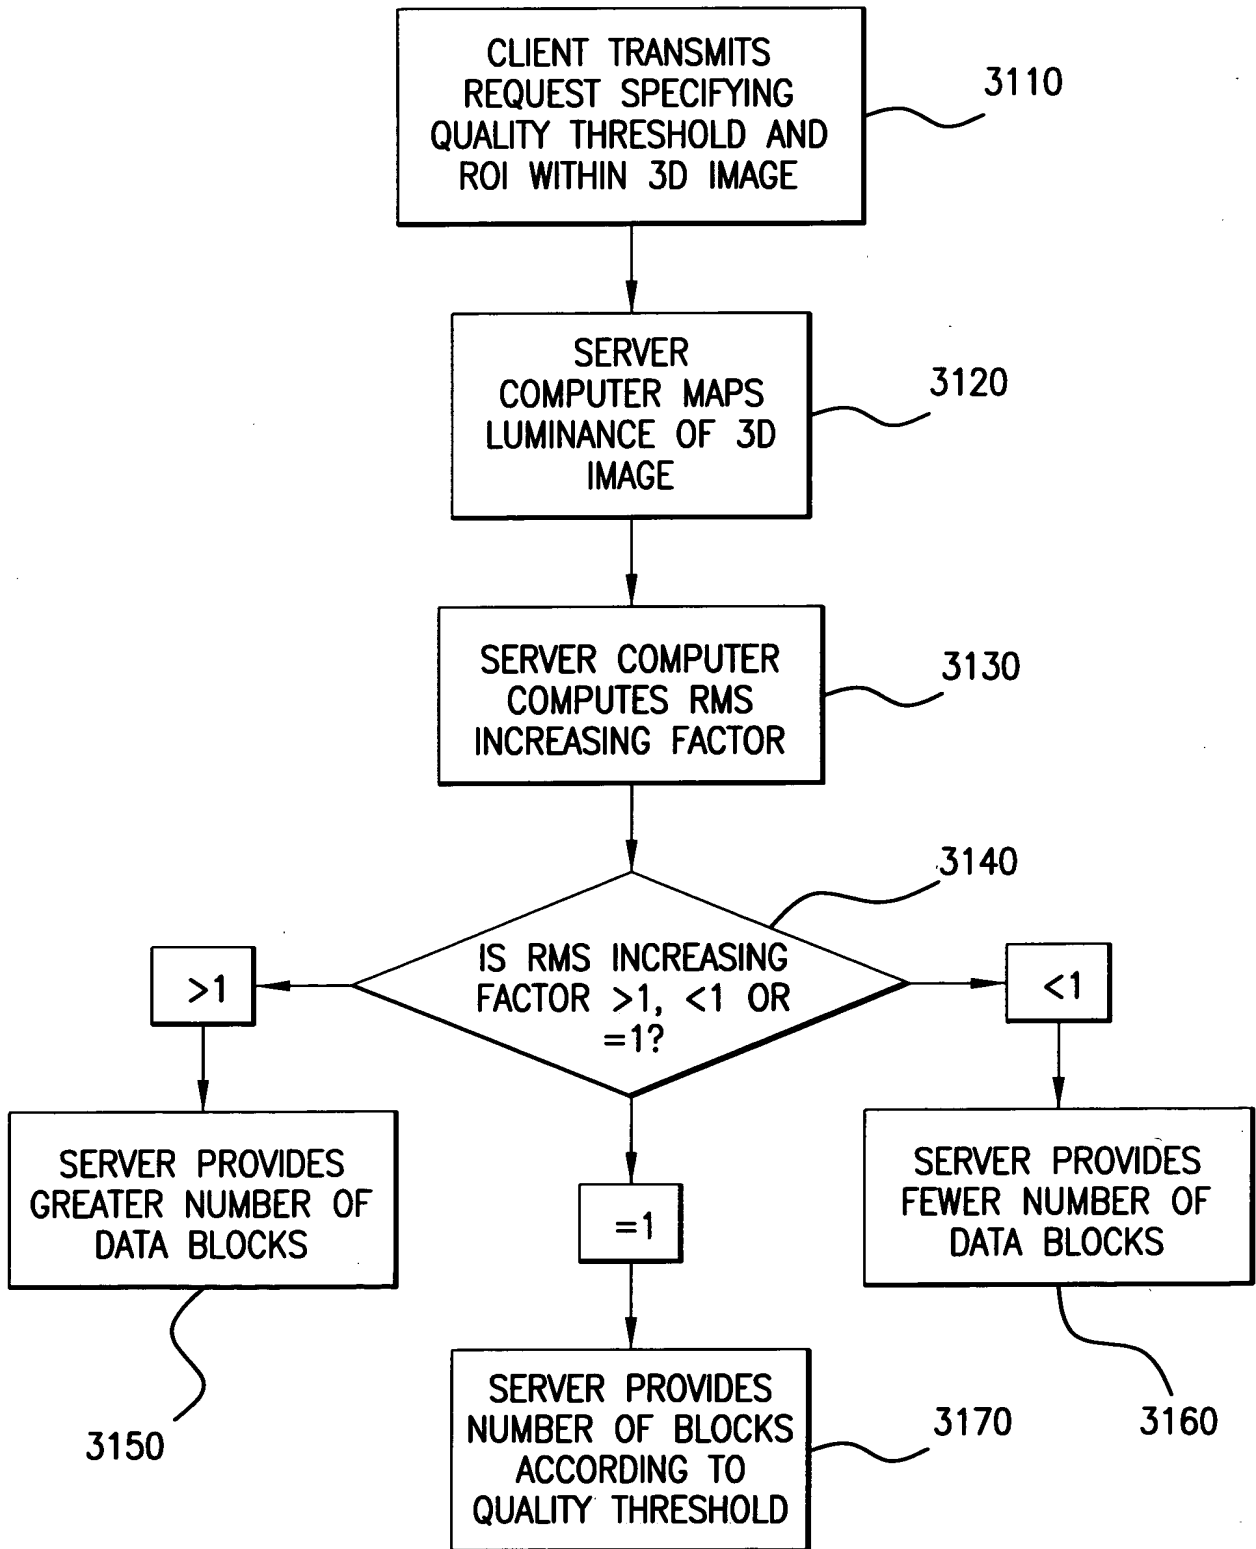 CLIENT TRANSMITS
REQUEST SPECIFYING
QUALITY THRESHOLD AND
ROI WITHIN 3D IMAGE
3110
SERVER
COMPUTER MAPS
LUMINANCE OF 3D
IMAGE
3120
SERVER COMPUTER
COMPUTES RMS
INCREASING FACTOR
3130
3140
IS RMS INCREASING
FACTOR >1, <1 OR
=1?
>1
<1
SERVER PROVIDES
GREATER NUMBER OF
DATA BLOCKS
3150
=1
SERVER PROVIDES
FEWER NUMBER OF
DATA BLOCKS
3160
SERVER PROVIDES
NUMBER OF BLOCKS
ACCORDING TO
QUALITY THRESHOLD
3170